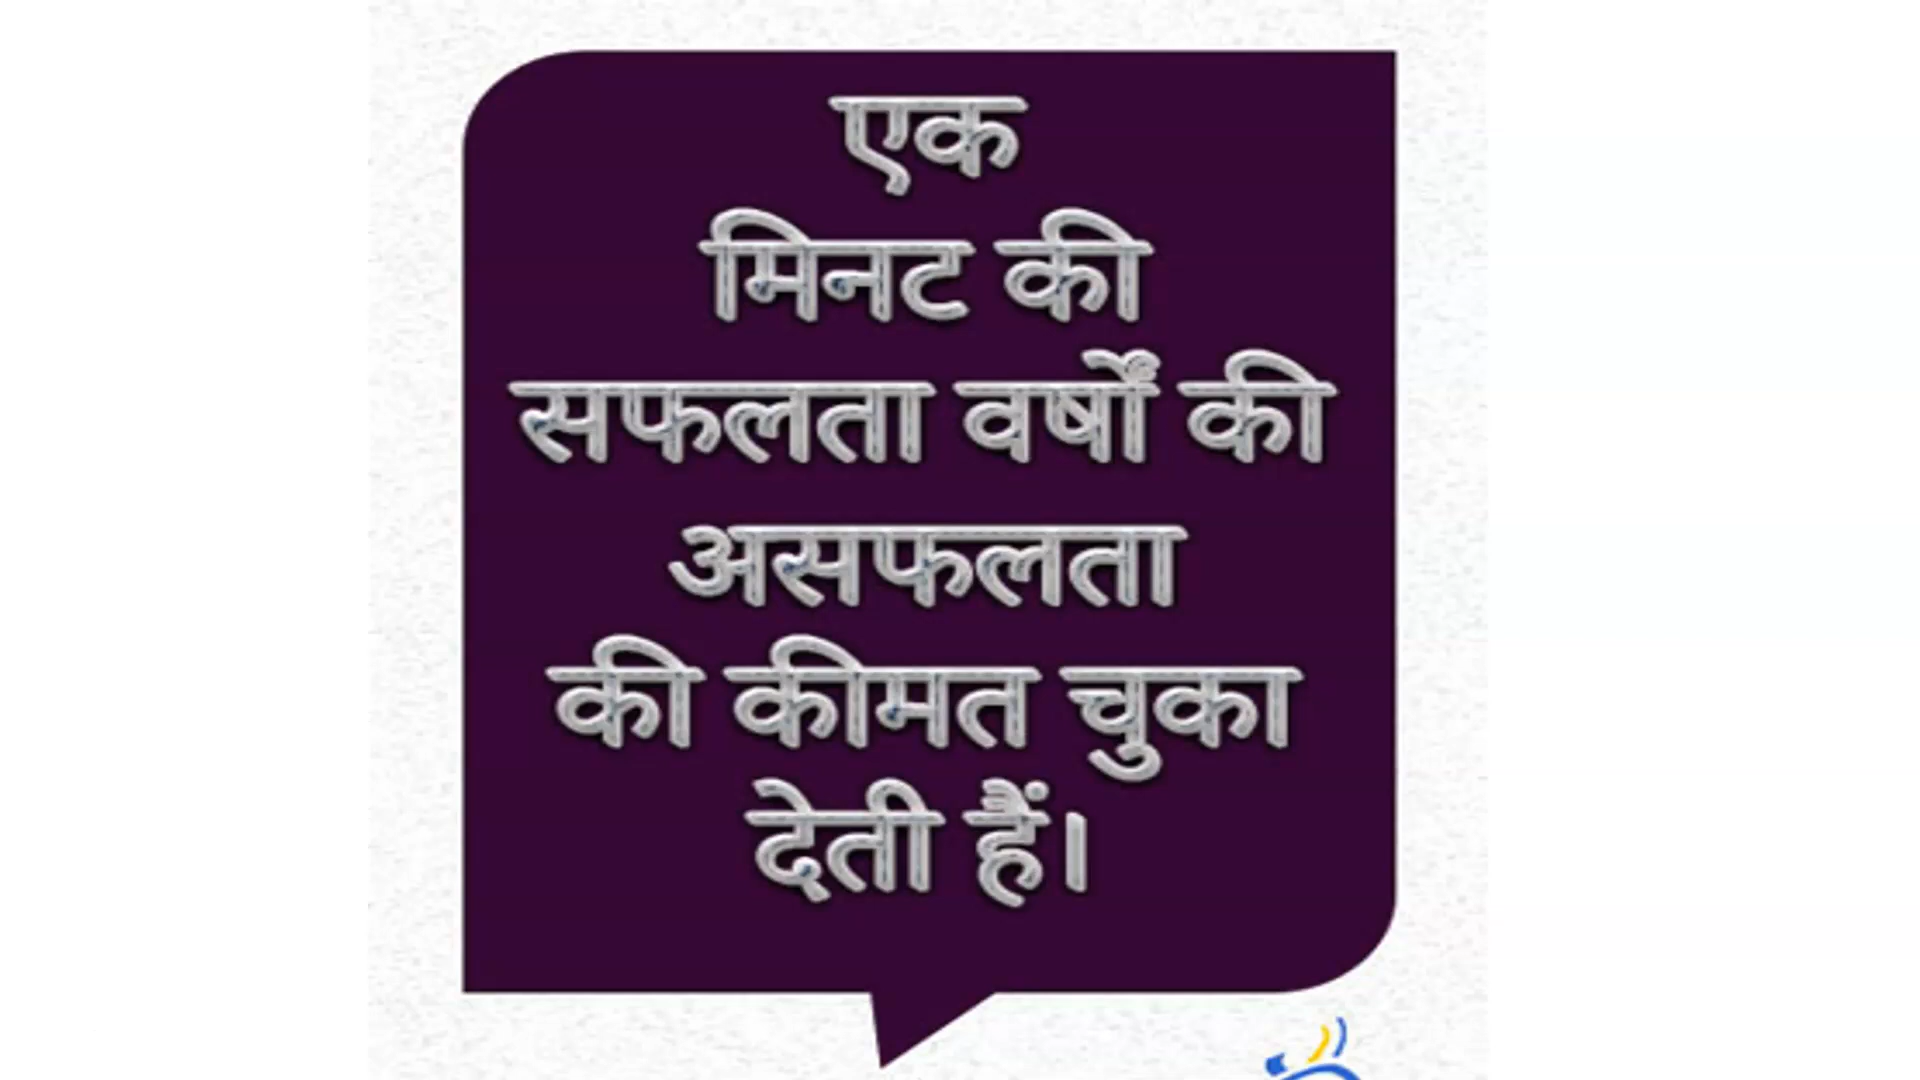 एक
मिनट की
सफलता वर्षों की
असफलता
की कीमत चुका
देती हैं।